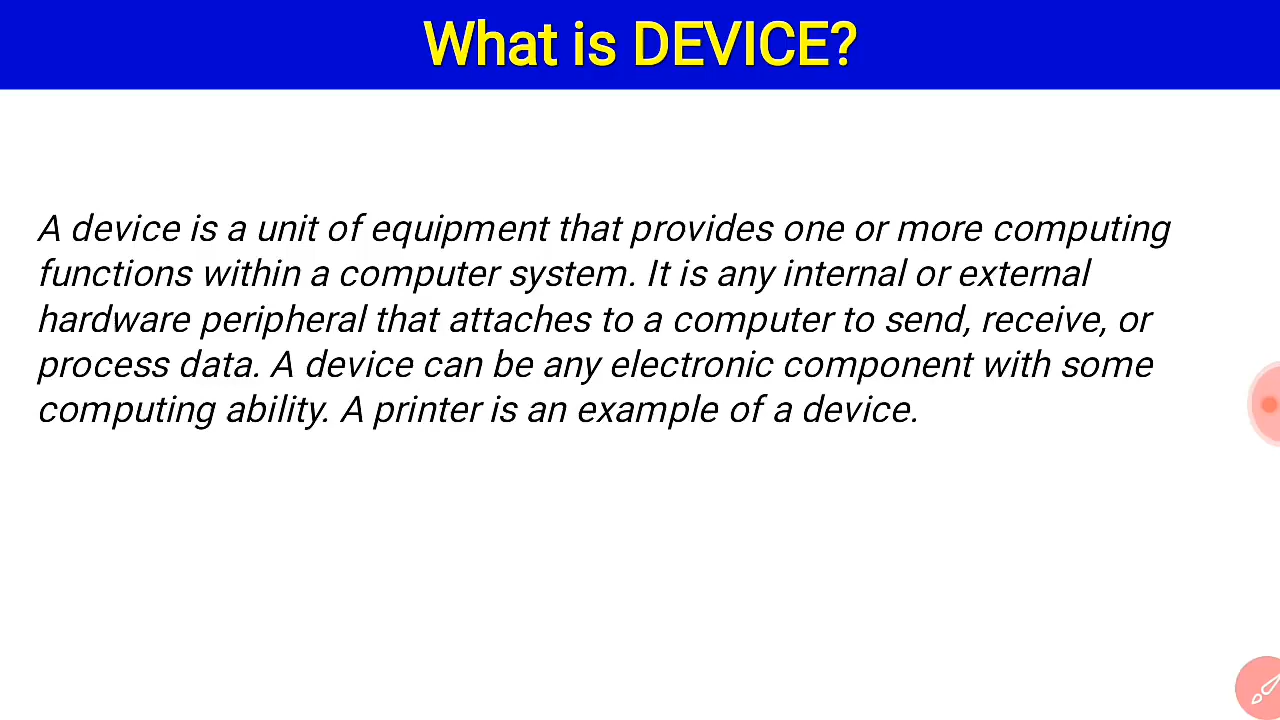 What is DEVICE?
A device is a unit of equipment that provides one or more computing
functions within a computer system. It is any internal or external
hardware peripheral that attaches to a computer to send, receive, or
process data. A device can be any electronic component with some
computing ability. A printer is an example of a device.